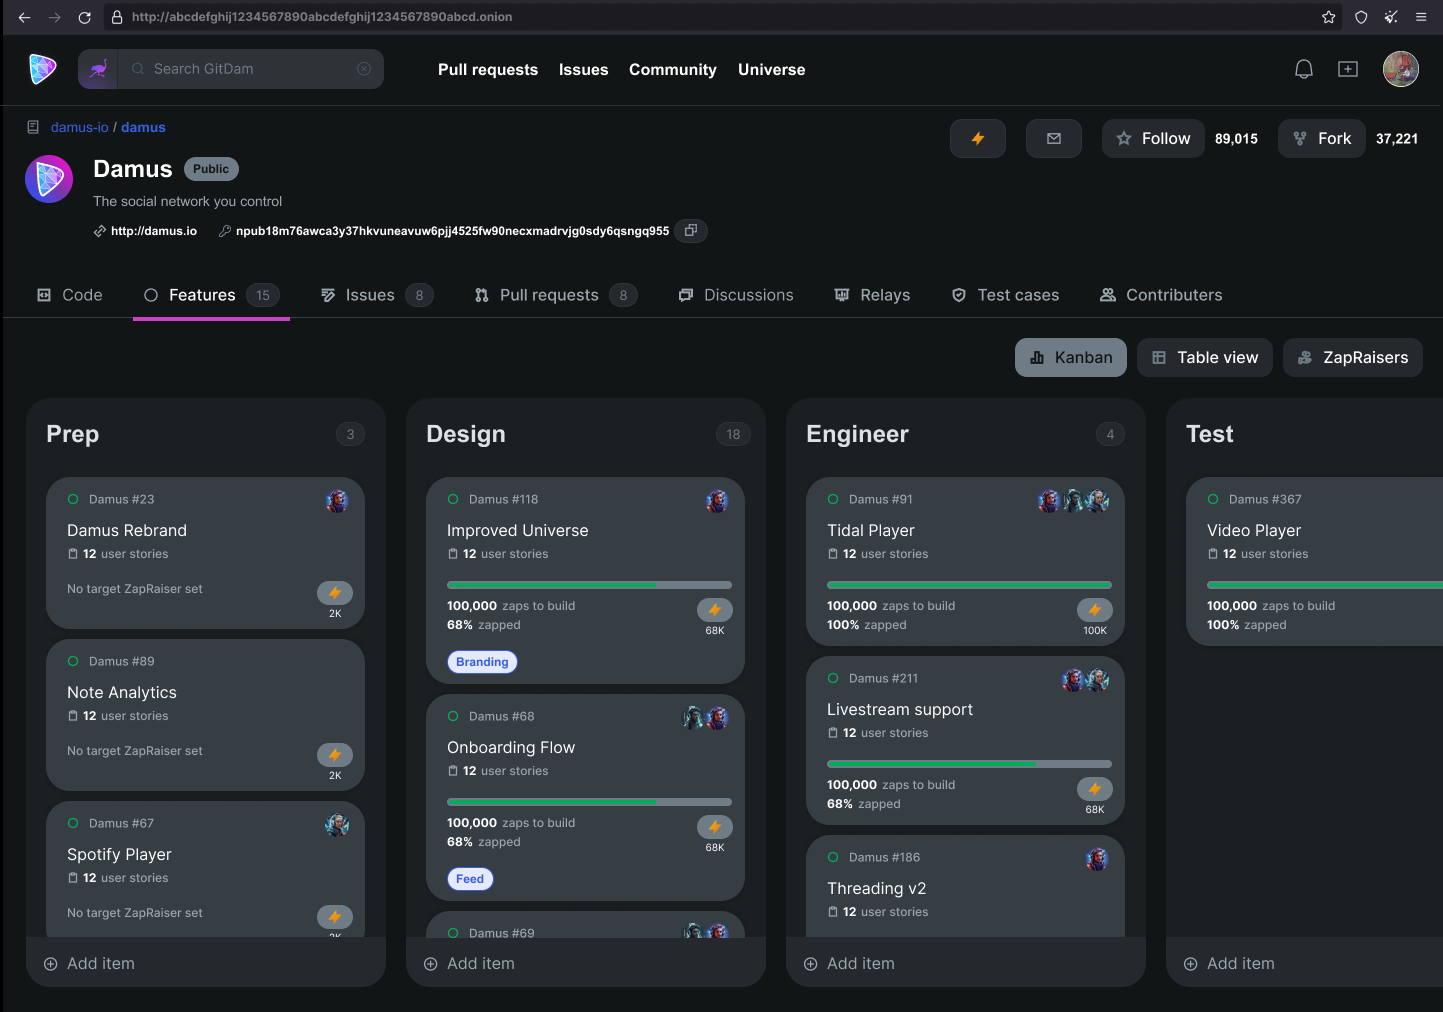 http://abcdefghij1234567890abcdefghij1234567890abcd.onion
Search GitDam
Pull requests
Issues
Community
Universe
damus-io / damus
Follow
89,015
Fork
37,221
Damus
Public
The social network you control
http://damus.io
npub18m76awca3y37hkvuneavuw6pjj4525fw90necxmadrvjg0sdy6qsngq955
Code
Features
15
Issues
8
Pull requests
8
Discussions
Relays
Test cases
Contributers
Kanban
Table view
ZapRaisers
Prep
3
Damus #23
Damus Rebrand
12 user stories
No target ZapRaiser set
2K
Damus #89
Note Analytics
12 user stories
No target ZapRaiser set
2K
Damus #67
Spotify Player
12 user stories
No target ZapRaiser set
2K
Add item
Design
18
Damus #118
Improved Universe
12 user stories
100,000 zaps to build
68% zapped
68K
Branding
Damus #68
Onboarding Flow
12 user stories
100,000 zaps to build
68% zapped
68K
Feed
Damus #69
Add item
Engineer
4
Damus #91
Tidal Player
12 user stories
100,000 zaps to build
100% zapped
100K
Damus #211
Livestream support
12 user stories
100,000 zaps to build
68% zapped
68K
Damus #186
Threading v2
12 user stories
Add item
Test
Damus #367
Video Player
12 user stories
100,000 zaps to build
100% zapped
Add item